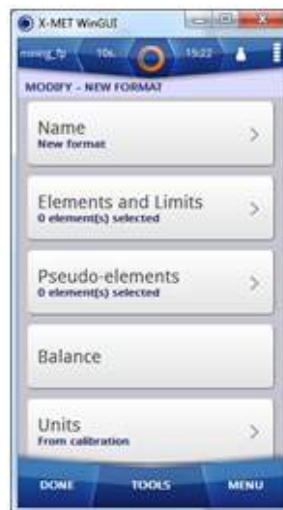 X-MET WinGUI
mining_fp 10s. 15:22
MODIFY - NEW FORMAT
Name
New format
Elements and Limits
0 element(s) selected
Pseudo-elements
0 element(s) selected
Balance
Units
From calibration
DONE TOOLS MENU